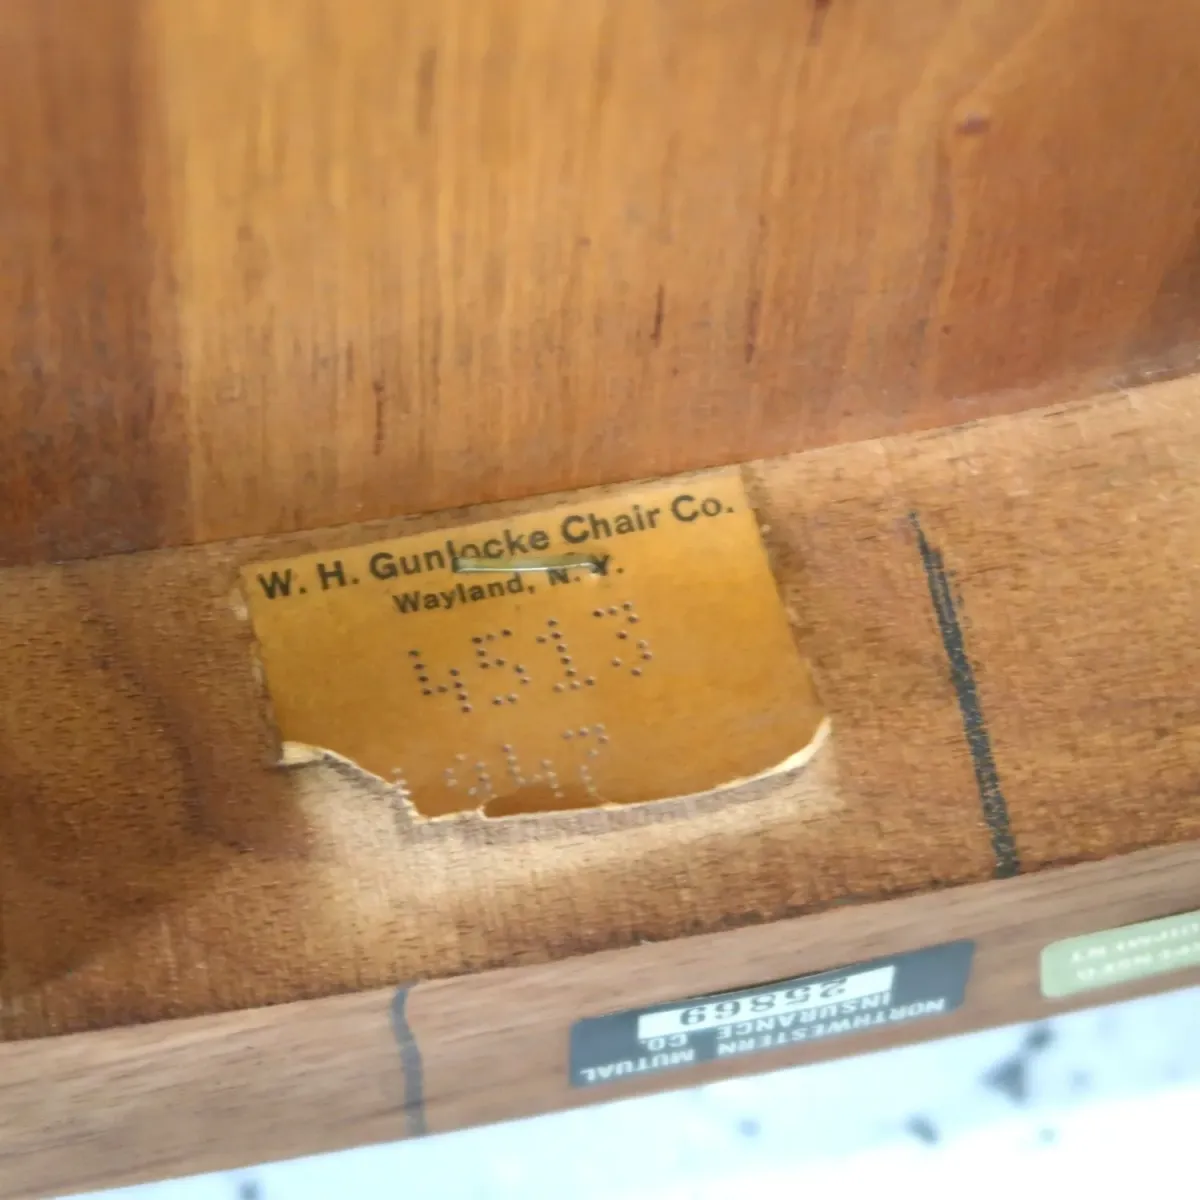 W. H. Gunlocke Chair Co.
Wayland, N. Y.
4513
1947
NORTHWESTERN MUTUAL
INSURANCE CO.
25869